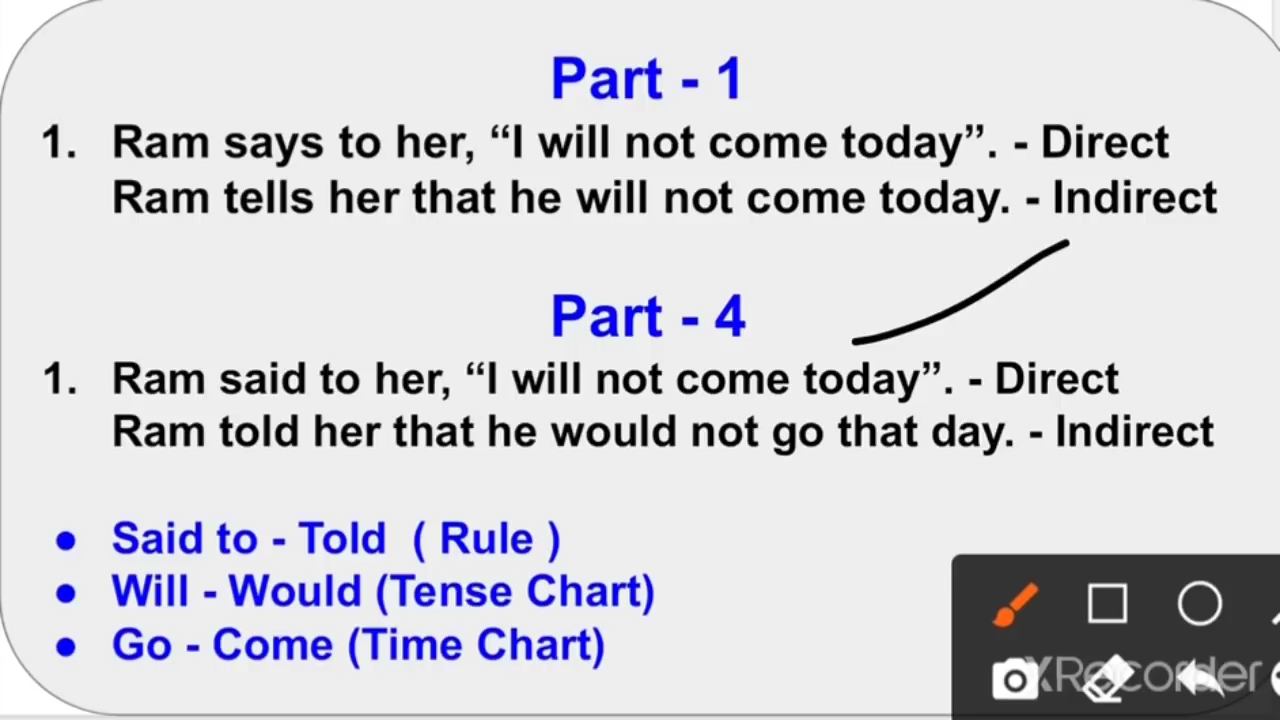 Part - 1
1. Ram says to her, “I will not come today”. - Direct
Ram tells her that he will not come today. - Indirect
Part - 4
1. Ram said to her, “I will not come today”. - Direct
Ram told her that he would not go that day. - Indirect
● Said to - Told ( Rule )
● Will - Would (Tense Chart)
● Go - Come (Time Chart)
XRecorder